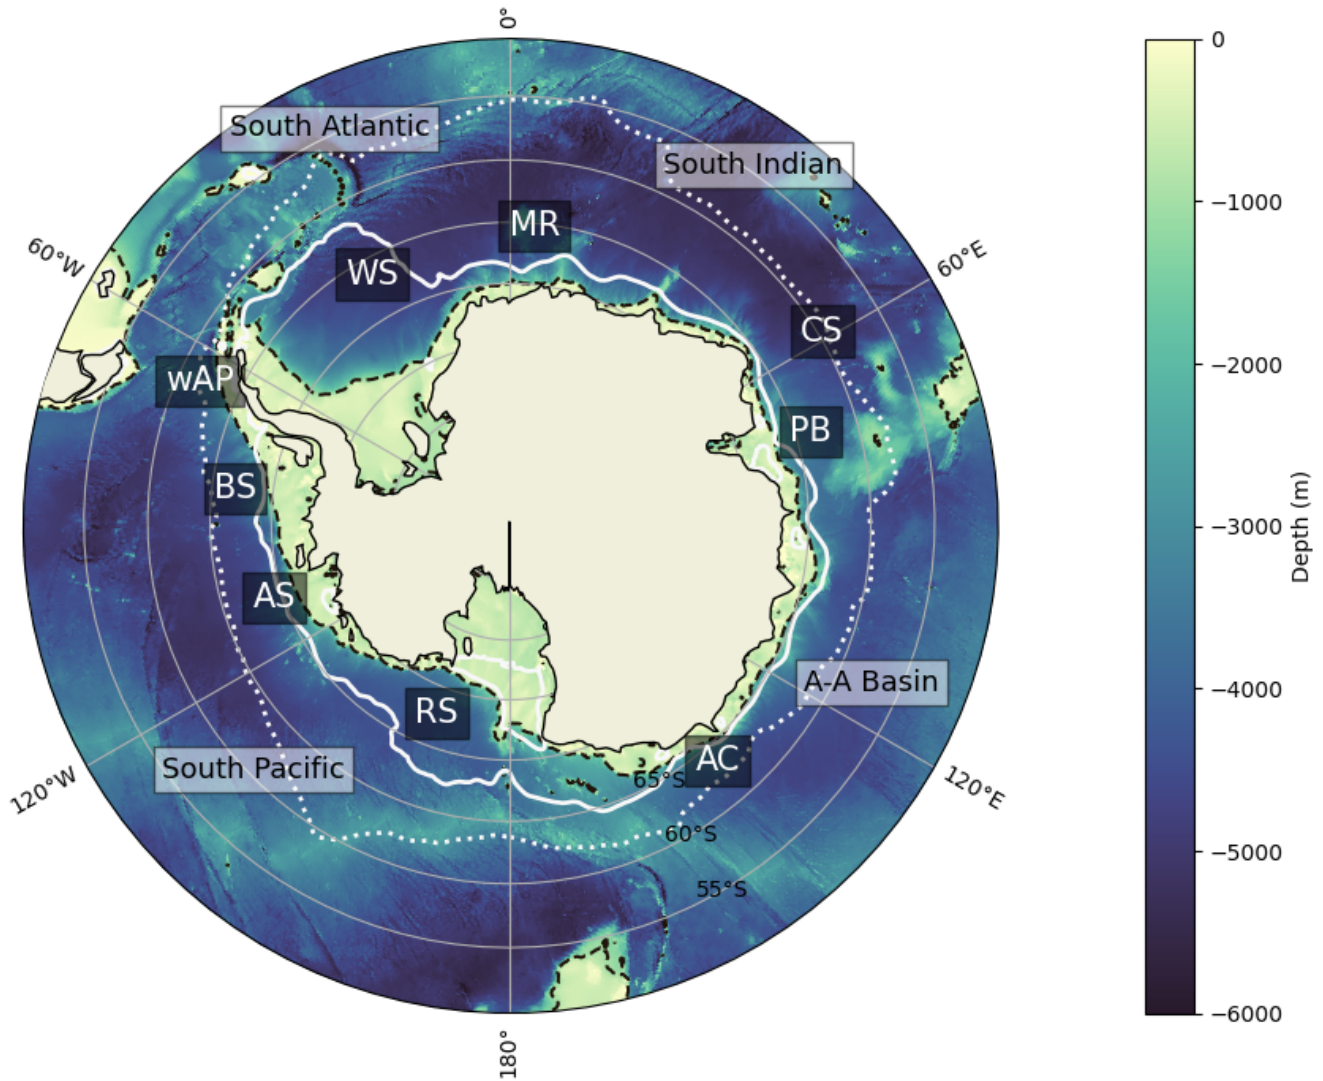 0°
South Atlantic
South Indian
MR
60°W
60°E
WS
CS
wAP
PB
BS
AS
A-A Basin
RS
AC
South Pacific
65°S
120°W
120°E
60°S
55°S
180°
0
−1000
−2000
−3000
−4000
−5000
−6000
Depth (m)